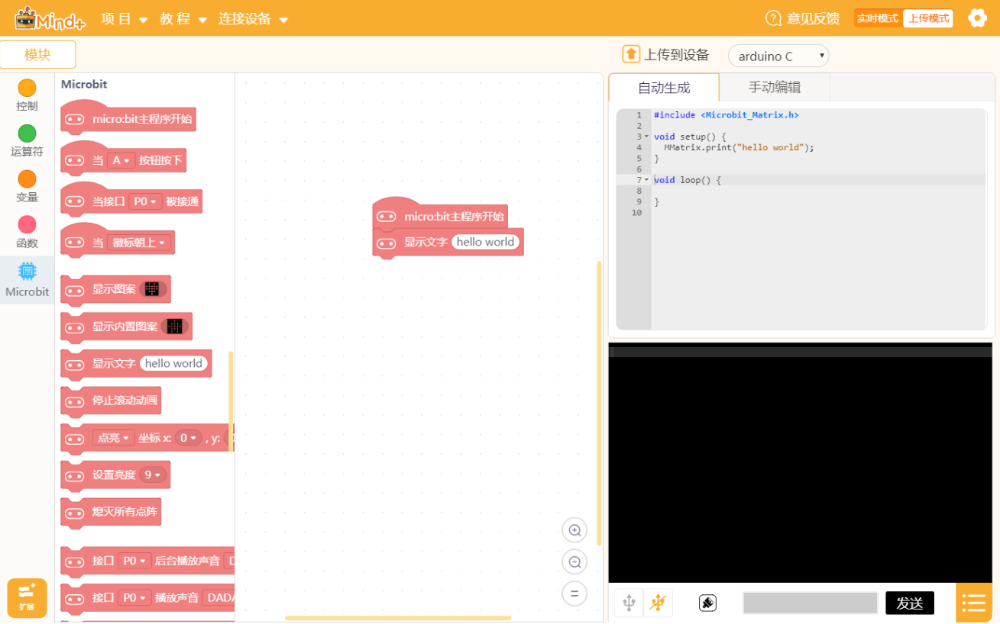 Mind+ 项目 教程 连接设备 意见反馈 实时模式 上传模式
模块 上传到设备 arduino C
控制
运算符
变量
函数
Microbit
扩展
Microbit
micro:bit主程序开始
当 A 按钮按下
当接口 P0 被接通
当 徽标朝上
显示图案
显示内置图案
显示文字 hello world
停止滚动动画
点亮 坐标 x: 0 , y:
设置亮度 9
熄灭所有点阵
接口 P0 后台播放声音 D
接口 P0 播放声音 DADA
micro:bit主程序开始
显示文字 hello world
自动生成 手动编辑
1 #include <Microbit_Matrix.h>
2
3 void setup() {
4 MMatrix.print("hello world");
5 }
6
7 void loop() {
8
9 }
10
发送